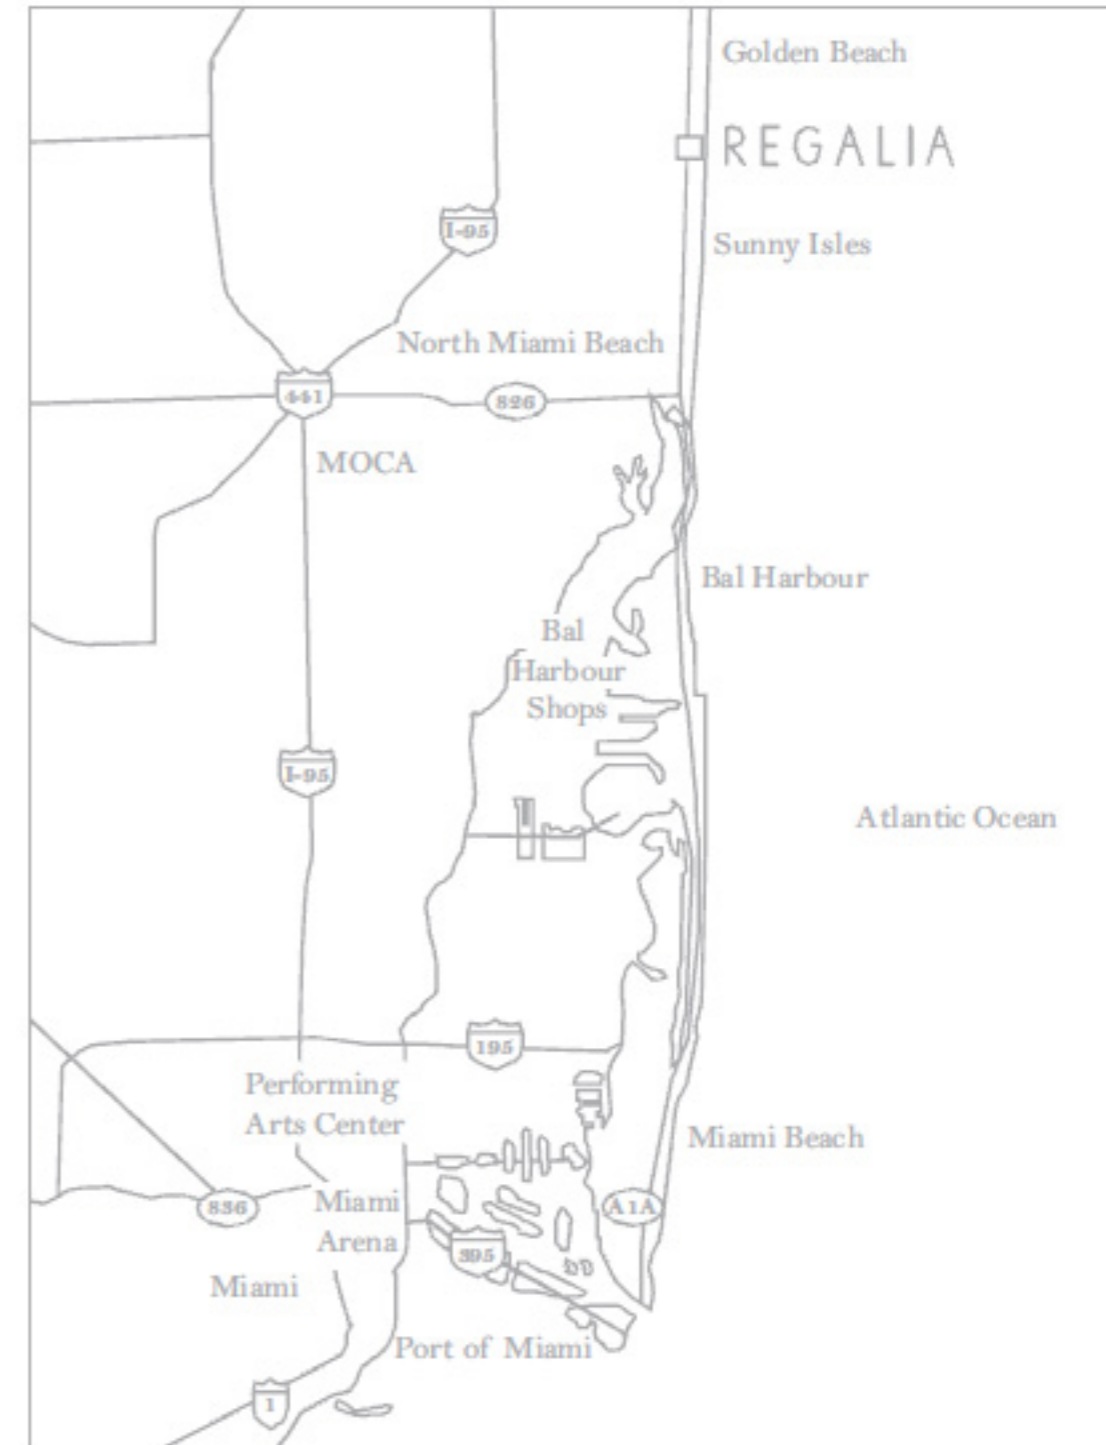 Golden Beach
REGALIA
I-95
Sunny Isles
North Miami Beach
441
826
MOCA
Bal Harbour
Bal
Harbour
Shops
I-95
Atlantic Ocean
195
Performing
Arts Center
Miami Beach
836
Miami
Arena
A1A
395
Miami
Port of Miami
1